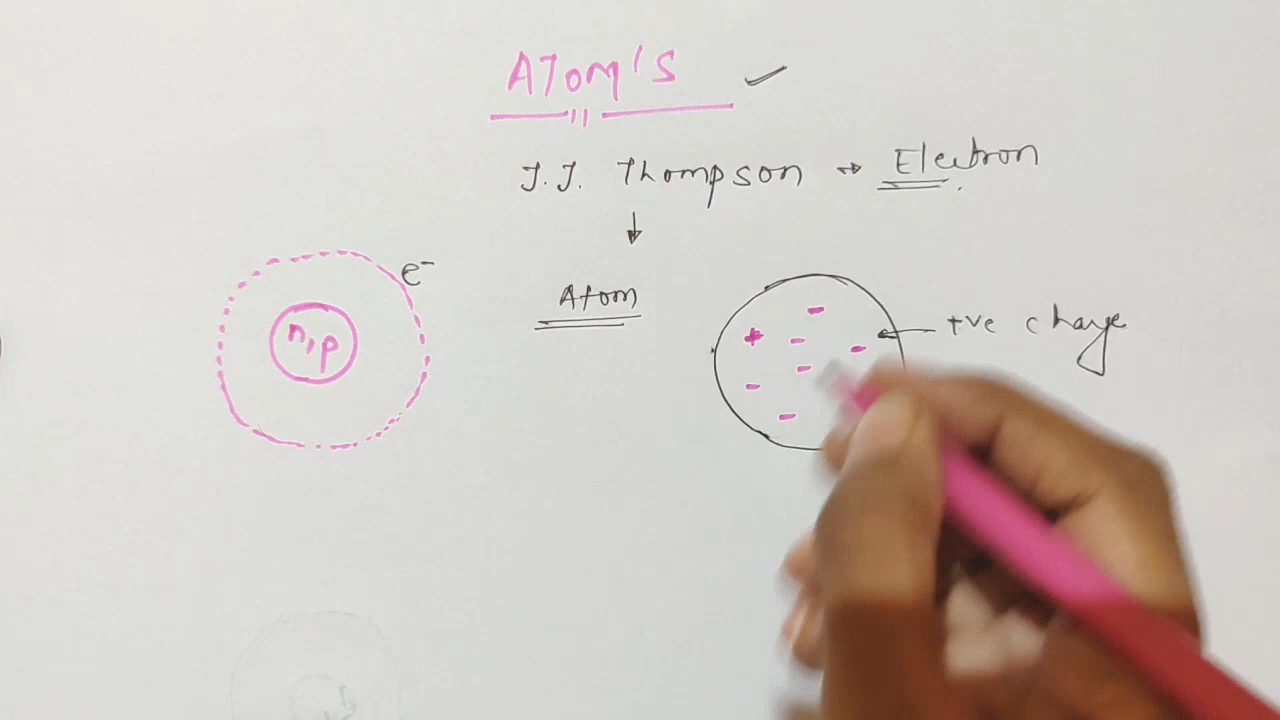 ATOM'S
J.J. Thompson → Electron
e⁻
Atom
+ve charge
n,p